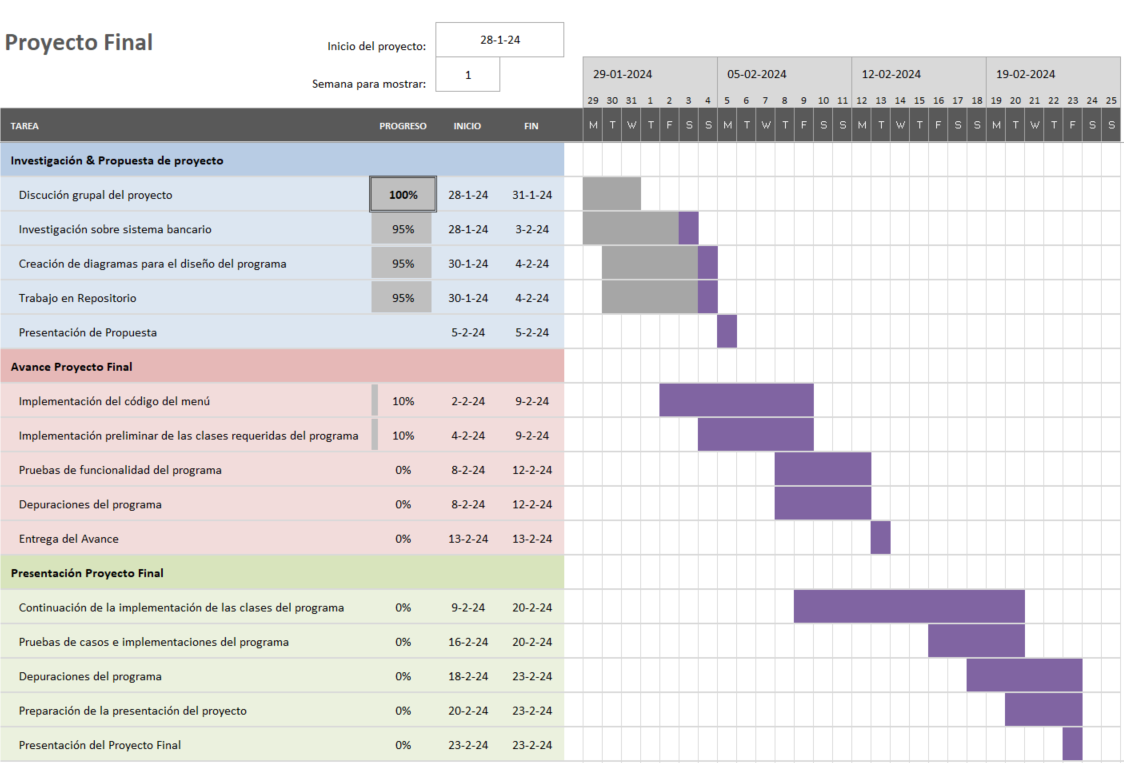 Proyecto Final
Inicio del proyecto: 28-1-24
Semana para mostrar: 1
29-01-2024 05-02-2024 12-02-2024 19-02-2024
29 30 31 1 2 3 4 5 6 7 8 9 10 11 12 13 14 15 16 17 18 19 20 21 22 23 24 25
TAREA PROGRESO INICIO FIN M T W T F S S M T W T F S S M T W T F S S M T W T F S S
Investigación & Propuesta de proyecto
Discución grupal del proyecto 100% 28-1-24 31-1-24
Investigación sobre sistema bancario 95% 28-1-24 3-2-24
Creación de diagramas para el diseño del programa 95% 30-1-24 4-2-24
Trabajo en Repositorio 95% 30-1-24 4-2-24
Presentación de Propuesta 5-2-24 5-2-24
Avance Proyecto Final
Implementación del código del menú 10% 2-2-24 9-2-24
Implementación preliminar de las clases requeridas del programa 10% 4-2-24 9-2-24
Pruebas de funcionalidad del programa 0% 8-2-24 12-2-24
Depuraciones del programa 0% 8-2-24 12-2-24
Entrega del Avance 0% 13-2-24 13-2-24
Presentación Proyecto Final
Continuación de la implementación de las clases del programa 0% 9-2-24 20-2-24
Pruebas de casos e implementaciones del programa 0% 16-2-24 20-2-24
Depuraciones del programa 0% 18-2-24 23-2-24
Preparación de la presentación del proyecto 0% 20-2-24 23-2-24
Presentación del Proyecto Final 0% 23-2-24 23-2-24